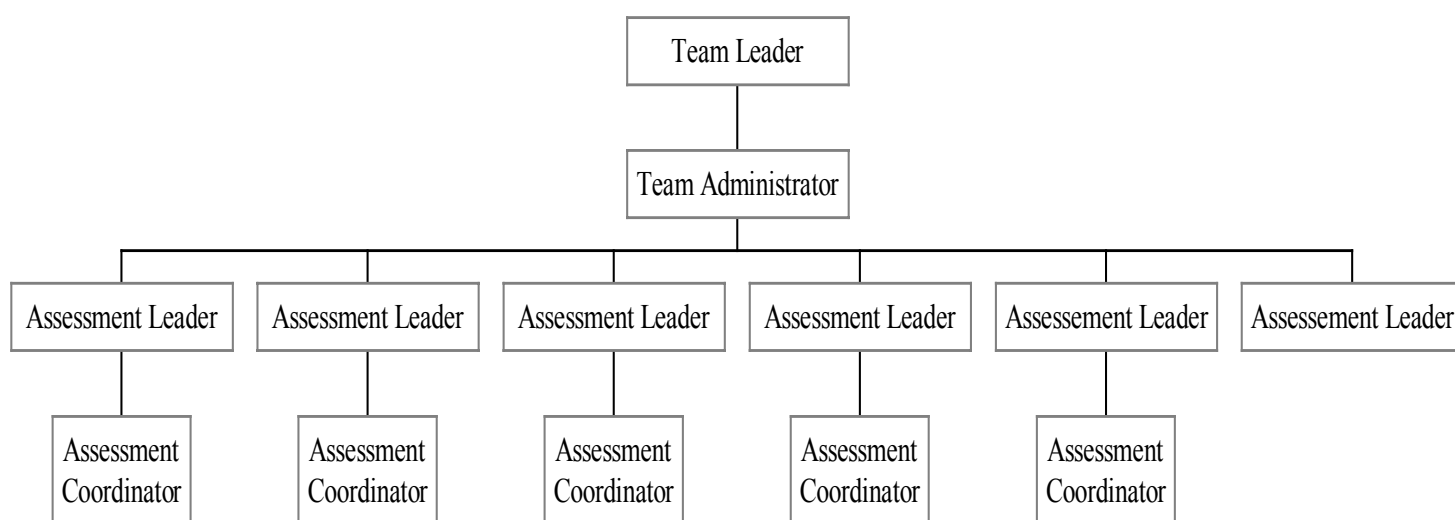 Team Leader
Team Administrator
Assessment Leader
Assessment Leader
Assessment Leader
Assessment Leader
Assessement Leader
Assessement Leader
Assessment
Coordinator
Assessment
Coordinator
Assessment
Coordinator
Assessment
Coordinator
Assessment
Coordinator